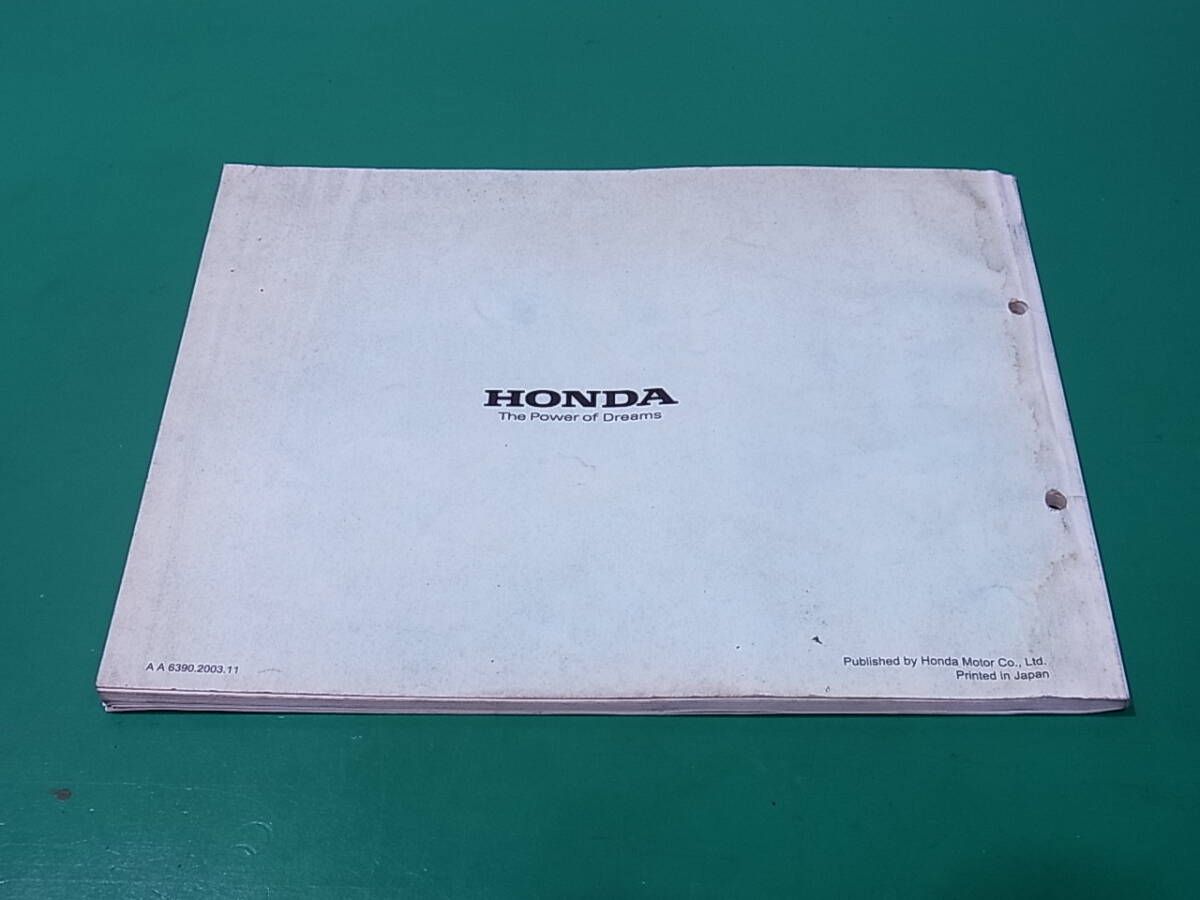 HONDA
The Power of Dreams
A A 6390.2003.11
Published by Honda Motor Co., Ltd.
Printed in Japan